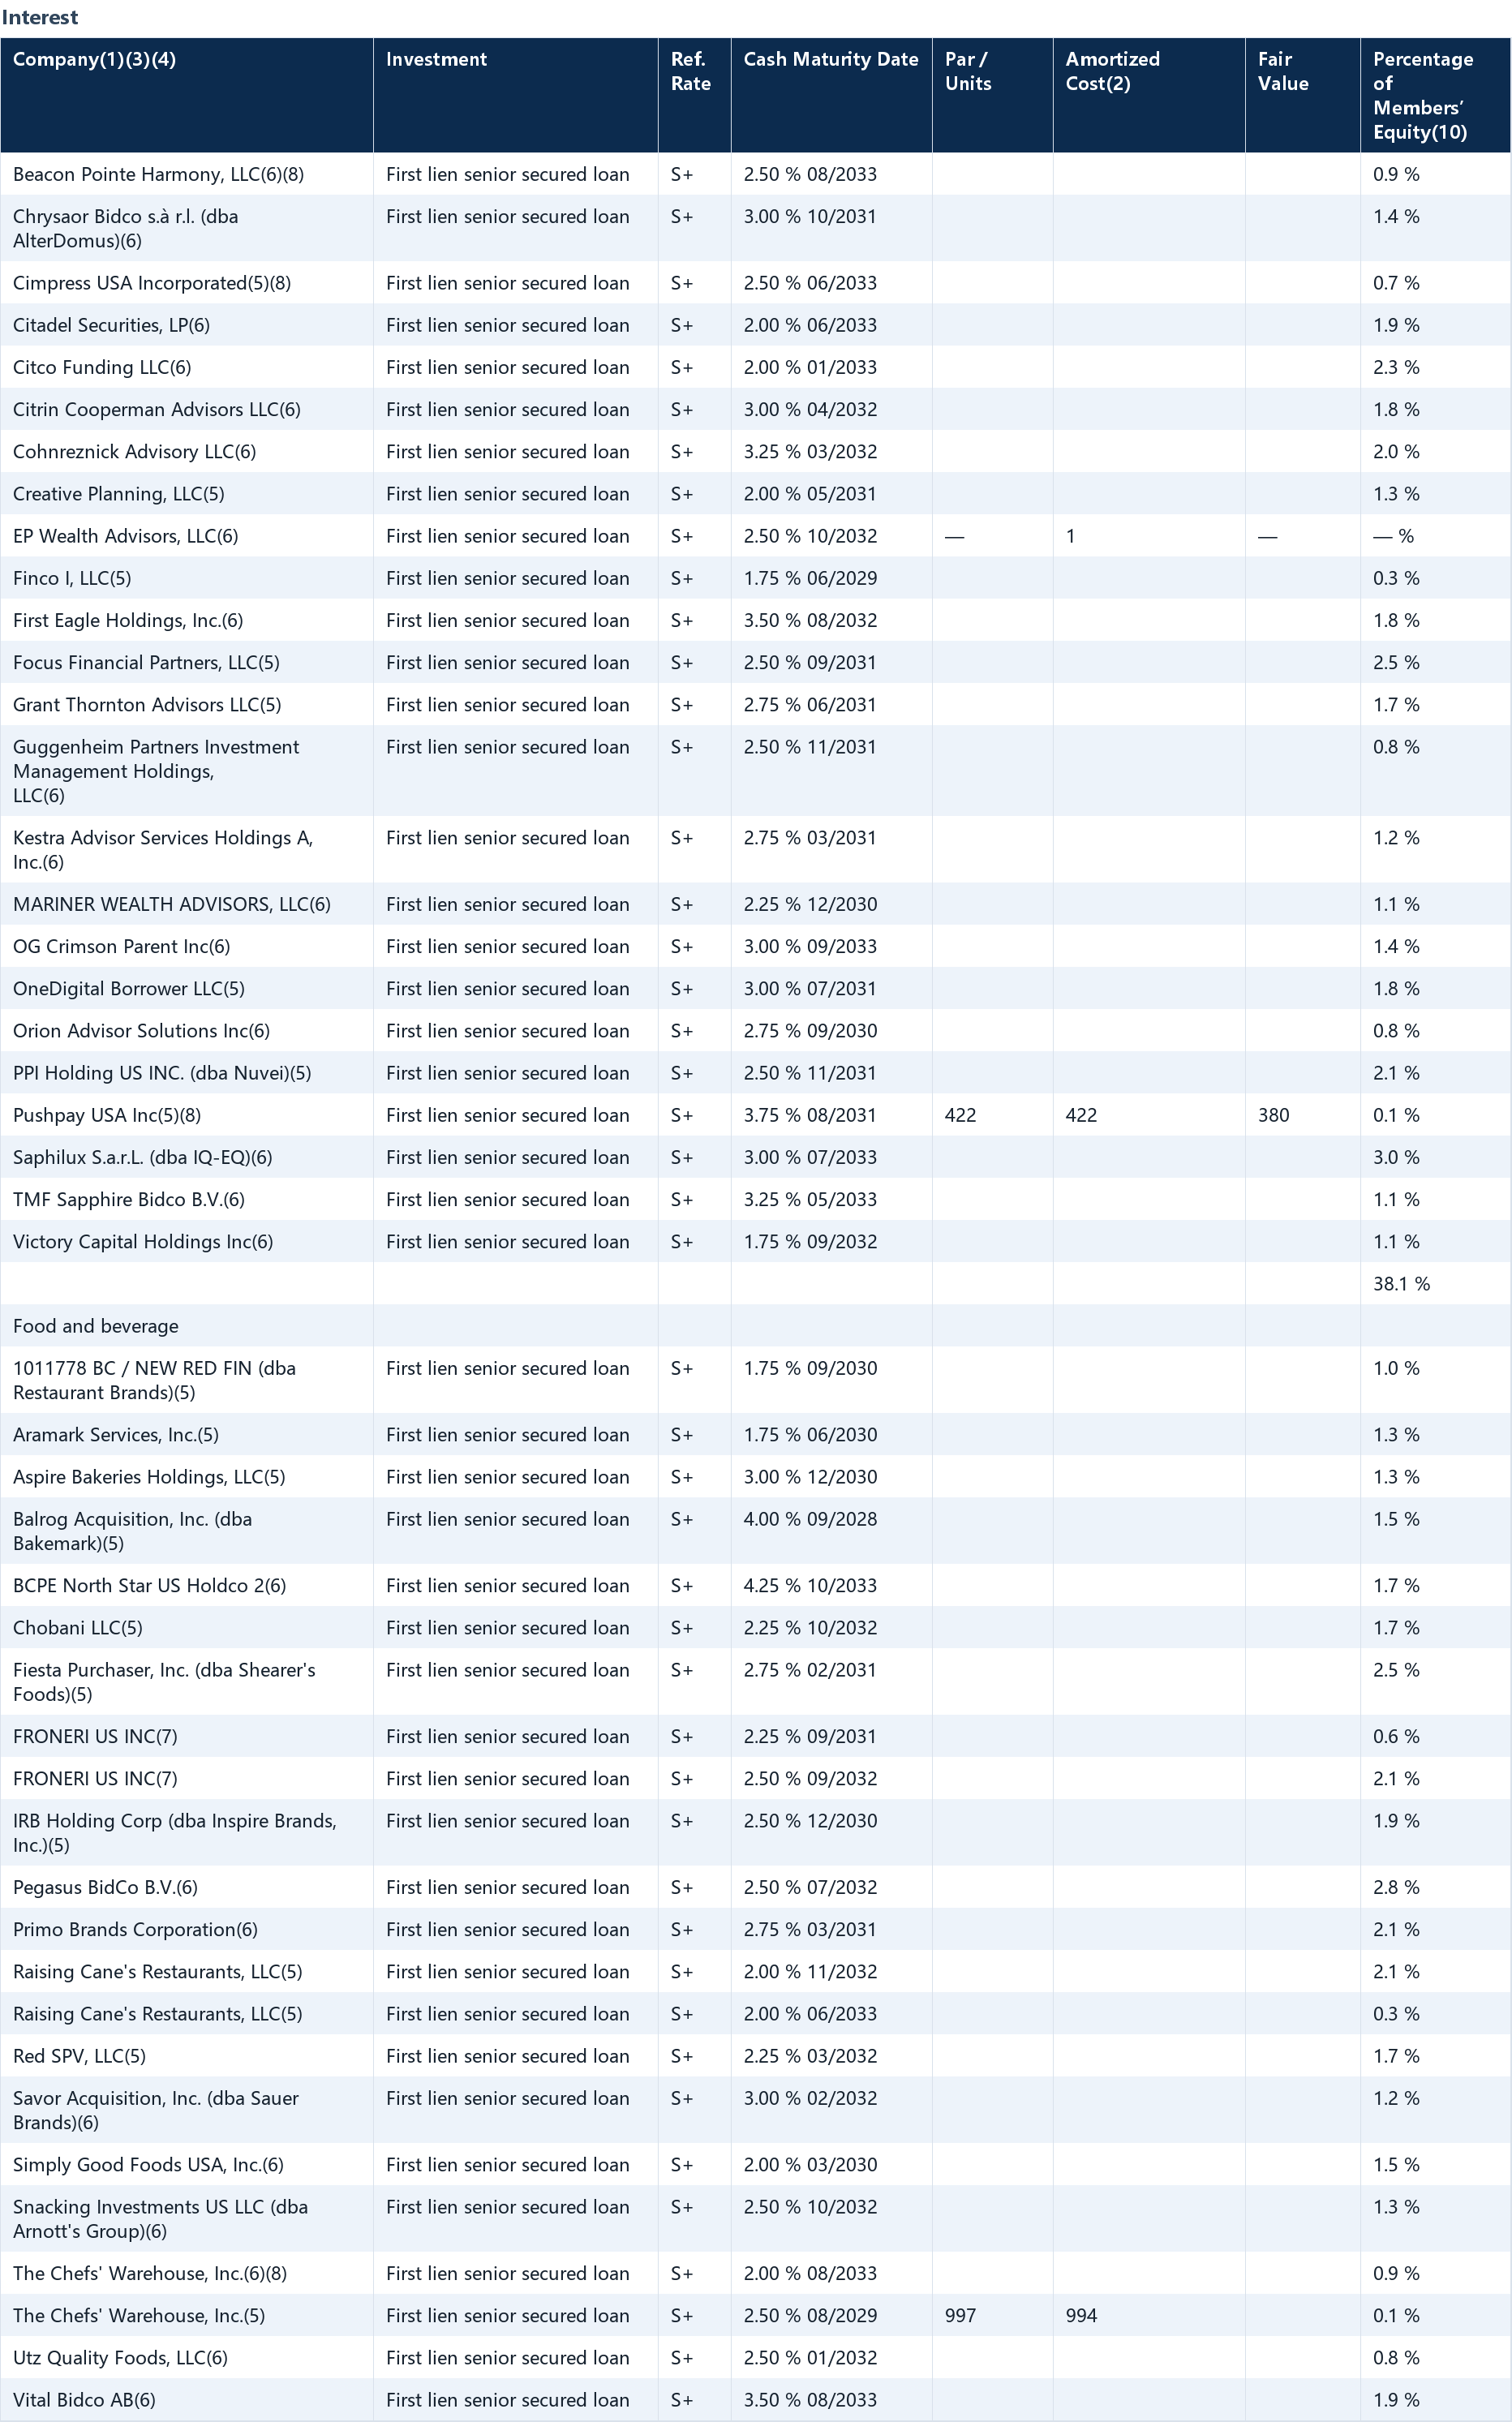 Interest
Company(1)(3)(4) Investment Ref. Rate Cash Maturity Date Par / Units Amortized Cost(2) Fair Value Percentage of Members’ Equity(10)
Beacon Pointe Harmony, LLC(6)(8) First lien senior secured loan S+ 2.50 % 08/2033 0.9 %
Chrysaor Bidco s.à r.l. (dba AlterDomus)(6) First lien senior secured loan S+ 3.00 % 10/2031 1.4 %
Cimpress USA Incorporated(5)(8) First lien senior secured loan S+ 2.50 % 06/2033 0.7 %
Citadel Securities, LP(6) First lien senior secured loan S+ 2.00 % 06/2033 1.9 %
Citco Funding LLC(6) First lien senior secured loan S+ 2.00 % 01/2033 2.3 %
Citrin Cooperman Advisors LLC(6) First lien senior secured loan S+ 3.00 % 04/2032 1.8 %
Cohnreznick Advisory LLC(6) First lien senior secured loan S+ 3.25 % 03/2032 2.0 %
Creative Planning, LLC(5) First lien senior secured loan S+ 2.00 % 05/2031 1.3 %
EP Wealth Advisors, LLC(6) First lien senior secured loan S+ 2.50 % 10/2032 — 1 — — %
Finco I, LLC(5) First lien senior secured loan S+ 1.75 % 06/2029 0.3 %
First Eagle Holdings, Inc.(6) First lien senior secured loan S+ 3.50 % 08/2032 1.8 %
Focus Financial Partners, LLC(5) First lien senior secured loan S+ 2.50 % 09/2031 2.5 %
Grant Thornton Advisors LLC(5) First lien senior secured loan S+ 2.75 % 06/2031 1.7 %
Guggenheim Partners Investment Management Holdings, LLC(6) First lien senior secured loan S+ 2.50 % 11/2031 0.8 %
Kestra Advisor Services Holdings A, Inc.(6) First lien senior secured loan S+ 2.75 % 03/2031 1.2 %
MARINER WEALTH ADVISORS, LLC(6) First lien senior secured loan S+ 2.25 % 12/2030 1.1 %
OG Crimson Parent Inc(6) First lien senior secured loan S+ 3.00 % 09/2033 1.4 %
OneDigital Borrower LLC(5) First lien senior secured loan S+ 3.00 % 07/2031 1.8 %
Orion Advisor Solutions Inc(6) First lien senior secured loan S+ 2.75 % 09/2030 0.8 %
PPI Holding US INC. (dba Nuvei)(5) First lien senior secured loan S+ 2.50 % 11/2031 2.1 %
Pushpay USA Inc(5)(8) First lien senior secured loan S+ 3.75 % 08/2031 422 422 380 0.1 %
Saphilux S.a.r.L. (dba IQ-EQ)(6) First lien senior secured loan S+ 3.00 % 07/2033 3.0 %
TMF Sapphire Bidco B.V.(6) First lien senior secured loan S+ 3.25 % 05/2033 1.1 %
Victory Capital Holdings Inc(6) First lien senior secured loan S+ 1.75 % 09/2032 1.1 %
38.1 %
Food and beverage
1011778 BC / NEW RED FIN (dba Restaurant Brands)(5) First lien senior secured loan S+ 1.75 % 09/2030 1.0 %
Aramark Services, Inc.(5) First lien senior secured loan S+ 1.75 % 06/2030 1.3 %
Aspire Bakeries Holdings, LLC(5) First lien senior secured loan S+ 3.00 % 12/2030 1.3 %
Balrog Acquisition, Inc. (dba Bakemark)(5) First lien senior secured loan S+ 4.00 % 09/2028 1.5 %
BCPE North Star US Holdco 2(6) First lien senior secured loan S+ 4.25 % 10/2033 1.7 %
Chobani LLC(5) First lien senior secured loan S+ 2.25 % 10/2032 1.7 %
Fiesta Purchaser, Inc. (dba Shearer's Foods)(5) First lien senior secured loan S+ 2.75 % 02/2031 2.5 %
FRONERI US INC(7) First lien senior secured loan S+ 2.25 % 09/2031 0.6 %
FRONERI US INC(7) First lien senior secured loan S+ 2.50 % 09/2032 2.1 %
IRB Holding Corp (dba Inspire Brands, Inc.)(5) First lien senior secured loan S+ 2.50 % 12/2030 1.9 %
Pegasus BidCo B.V.(6) First lien senior secured loan S+ 2.50 % 07/2032 2.8 %
Primo Brands Corporation(6) First lien senior secured loan S+ 2.75 % 03/2031 2.1 %
Raising Cane's Restaurants, LLC(5) First lien senior secured loan S+ 2.00 % 11/2032 2.1 %
Raising Cane's Restaurants, LLC(5) First lien senior secured loan S+ 2.00 % 06/2033 0.3 %
Red SPV, LLC(5) First lien senior secured loan S+ 2.25 % 03/2032 1.7 %
Savor Acquisition, Inc. (dba Sauer Brands)(6) First lien senior secured loan S+ 3.00 % 02/2032 1.2 %
Simply Good Foods USA, Inc.(6) First lien senior secured loan S+ 2.00 % 03/2030 1.5 %
Snacking Investments US LLC (dba Arnott's Group)(6) First lien senior secured loan S+ 2.50 % 10/2032 1.3 %
The Chefs' Warehouse, Inc.(6)(8) First lien senior secured loan S+ 2.00 % 08/2033 0.9 %
The Chefs' Warehouse, Inc.(5) First lien senior secured loan S+ 2.50 % 08/2029 997 994 0.1 %
Utz Quality Foods, LLC(6) First lien senior secured loan S+ 2.50 % 01/2032 0.8 %
Vital Bidco AB(6) First lien senior secured loan S+ 3.50 % 08/2033 1.9 %